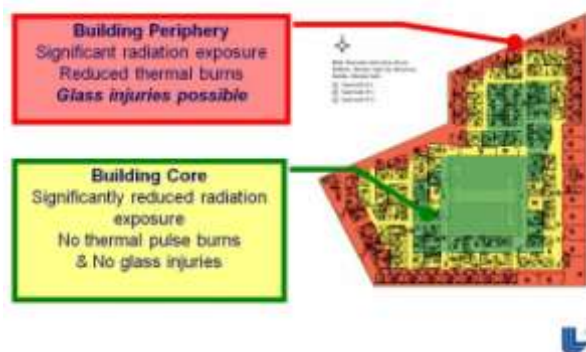 Building Periphery
Significant radiation exposure
Reduced thermal burns
Glass injuries possible
Building Core
Significantly reduced radiation
exposure
No thermal pulse burns
& No glass injuries